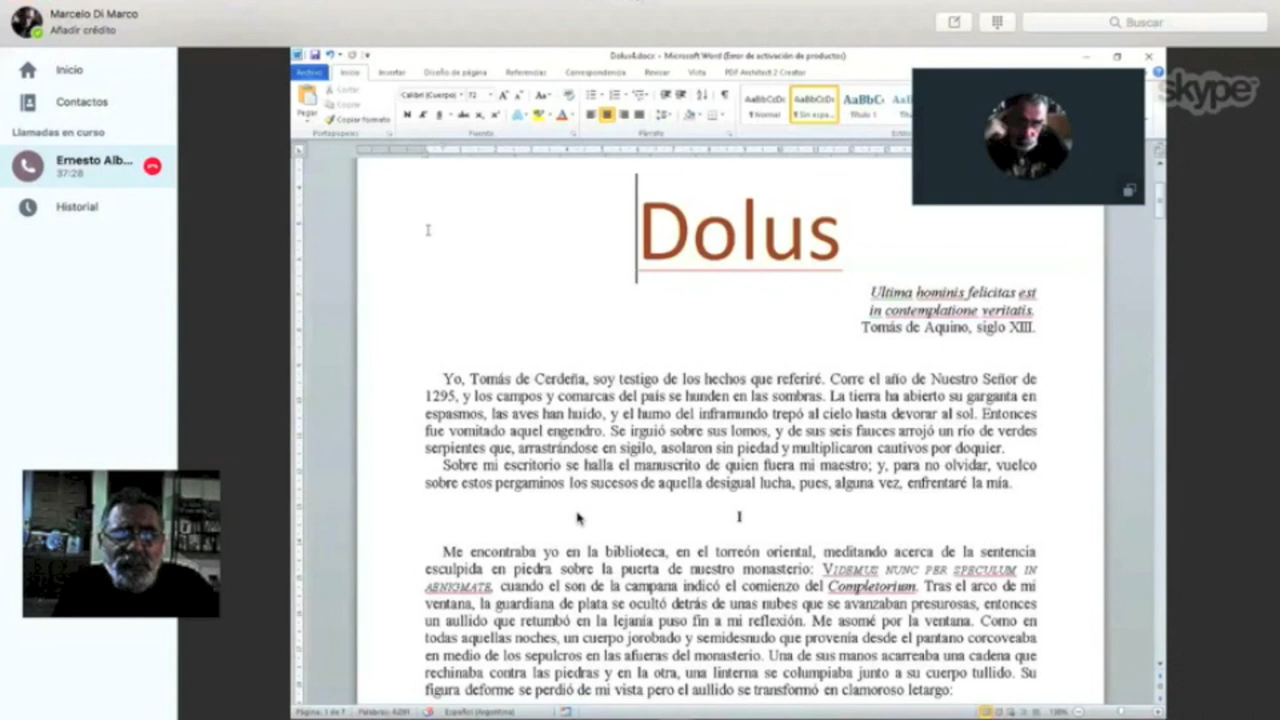 Marcelo Di Marco
Añadir crédito
Buscar
Inicio
Contactos
Llamadas en curso
Ernesto Alb...
37:28
Historial
Dolus4.docx - Microsoft Word (Error de activación de productos)
Archivo Inicio Insertar Diseño de página Referencias Correspondencia Revisar Vista PDF Architect 2 Creator
Cortar
Copiar
Copiar formato
Pegar
Portapapeles
Calibri (Cuerpo) 72
Fuente
Párrafo
AaBbCcDc AaBbCcDc AaBbC
¶ Normal ¶ Sin espa... Título 1
skype
Dolus
Ultima hominis felicitas est
in contemplatione veritatis.
Tomás de Aquino, siglo XIII.
Yo, Tomás de Cerdeña, soy testigo de los hechos que referiré. Corre el año de Nuestro Señor de
1295, y los campos y comarcas del país se hunden en las sombras. La tierra ha abierto su garganta en
espasmos, las aves han huido, y el humo del inframundo trepó al cielo hasta devorar al sol. Entonces
fue vomitado aquel engendro. Se irguió sobre sus lomos, y de sus seis fauces arrojó un río de verdes
serpientes que, arrastrándose en sigilo, asolaron sin piedad y multiplicaron cautivos por doquier.
Sobre mi escritorio se halla el manuscrito de quien fuera mi maestro; y, para no olvidar, vuelco
sobre estos pergaminos los sucesos de aquella desigual lucha, pues, alguna vez, enfrentaré la mía.
I
Me encontraba yo en la biblioteca, en el torreón oriental, meditando acerca de la sentencia
esculpida en piedra sobre la puerta de nuestro monasterio: VIDEMUS NUNC PER SPECULUM IN
AENIGMATE, cuando el son de la campana indicó el comienzo del Completorium. Tras el arco de mi
ventana, la guardiana de plata se ocultó detrás de unas nubes que se avanzaban presurosas, entonces
un aullido que retumbó en la lejanía puso fin a mi reflexión. Me asomé por la ventana. Como en
todas aquellas noches, un cuerpo jorobado y semidesnudo que provenía desde el pantano corcoveaba
en medio de los sepulcros en las afueras del monasterio. Una de sus manos acarreaba una cadena que
rechinaba contra las piedras y en la otra, una linterna se columpiaba junto a su cuerpo tullido. Su
figura deforme se perdió de mi vista pero el aullido se transformó en clamoroso letargo:
Página: 1 de 7 Palabras: Español (Argentina)